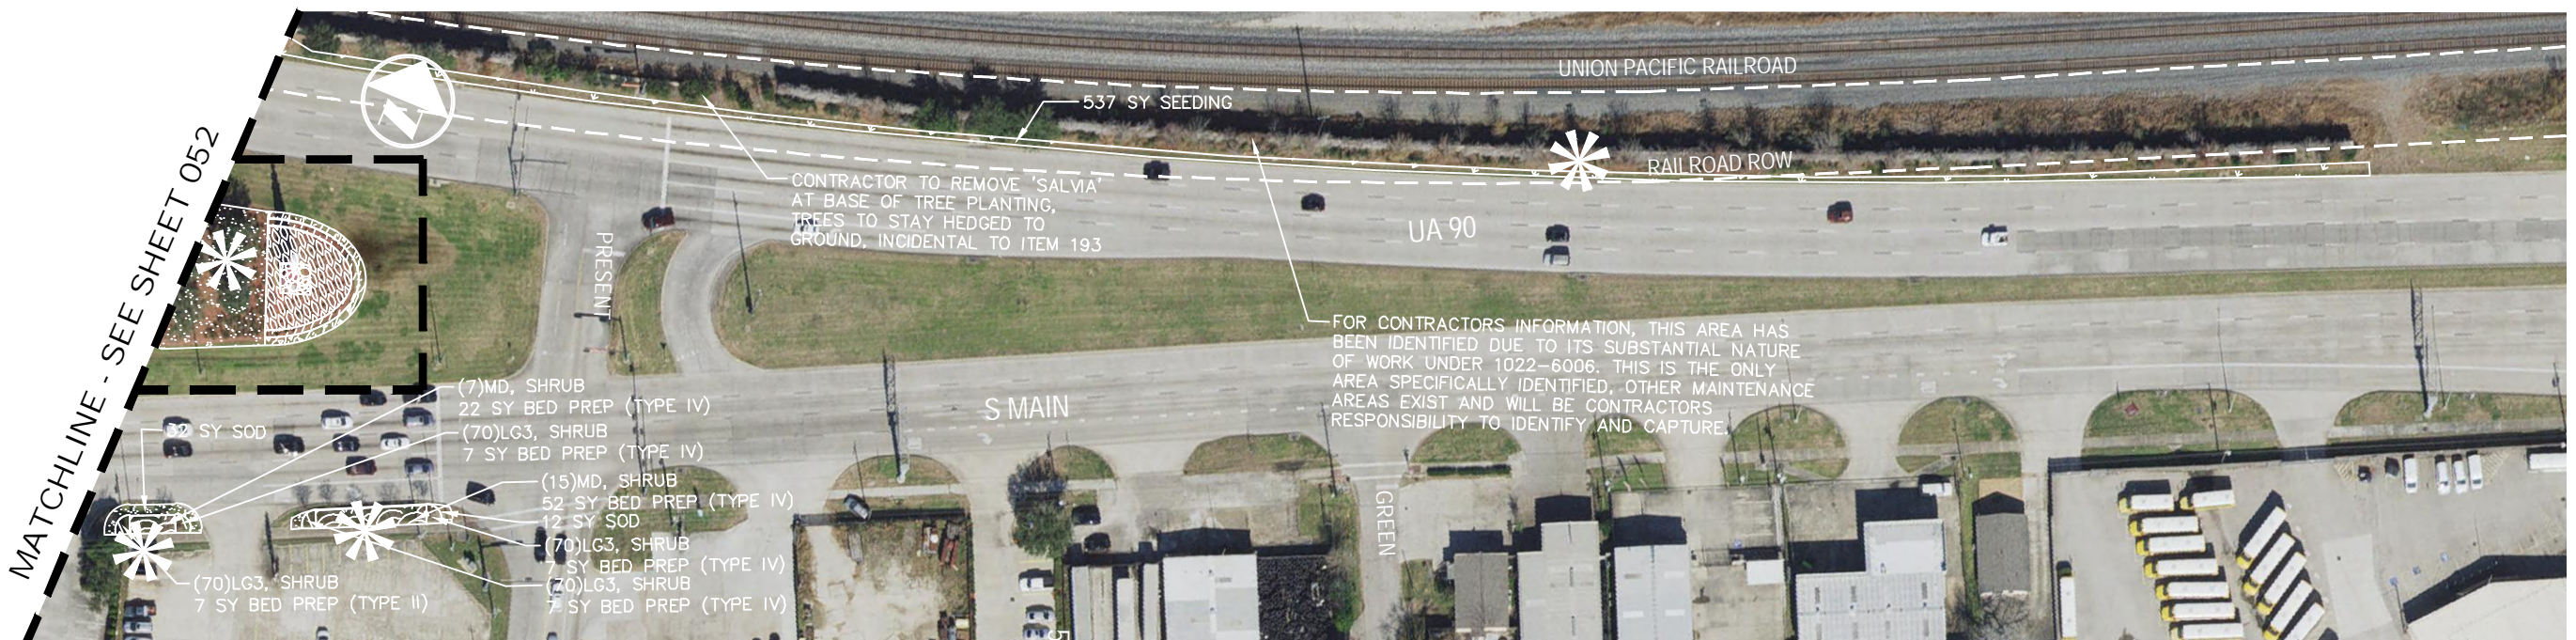 MATCHLINE - SEE SHEET 052
UNION PACIFIC RAILROAD
537 SY SEEDING
RAILROAD ROW
CONTRACTOR TO REMOVE 'SALVIA'
AT BASE OF TREE PLANTING,
TREES TO STAY HEDGED TO
GROUND, INCIDENTAL TO ITEM 193
UA 90
PRESENT
FOR CONTRACTORS INFORMATION, THIS AREA HAS
BEEN IDENTIFIED DUE TO ITS SUBSTANTIAL NATURE
OF WORK UNDER 1022-6006. THIS IS THE ONLY
AREA SPECIFICALLY IDENTIFIED, OTHER MAINTENANCE
AREAS EXIST AND WILL BE CONTRACTORS
RESPONSIBILITY TO IDENTIFY AND CAPTURE.
S MAIN
GREEN
(7)MD, SHRUB
22 SY BED PREP (TYPE IV)
32 SY SOD
(70)LG3, SHRUB
7 SY BED PREP (TYPE IV)
(15)MD, SHRUB
52 SY BED PREP (TYPE IV)
12 SY SOD
(70)LG3, SHRUB
7 SY BED PREP (TYPE IV)
(70)LG3, SHRUB
7 SY BED PREP (TYPE IV)
(70)LG3, SHRUB
7 SY BED PREP (TYPE II)